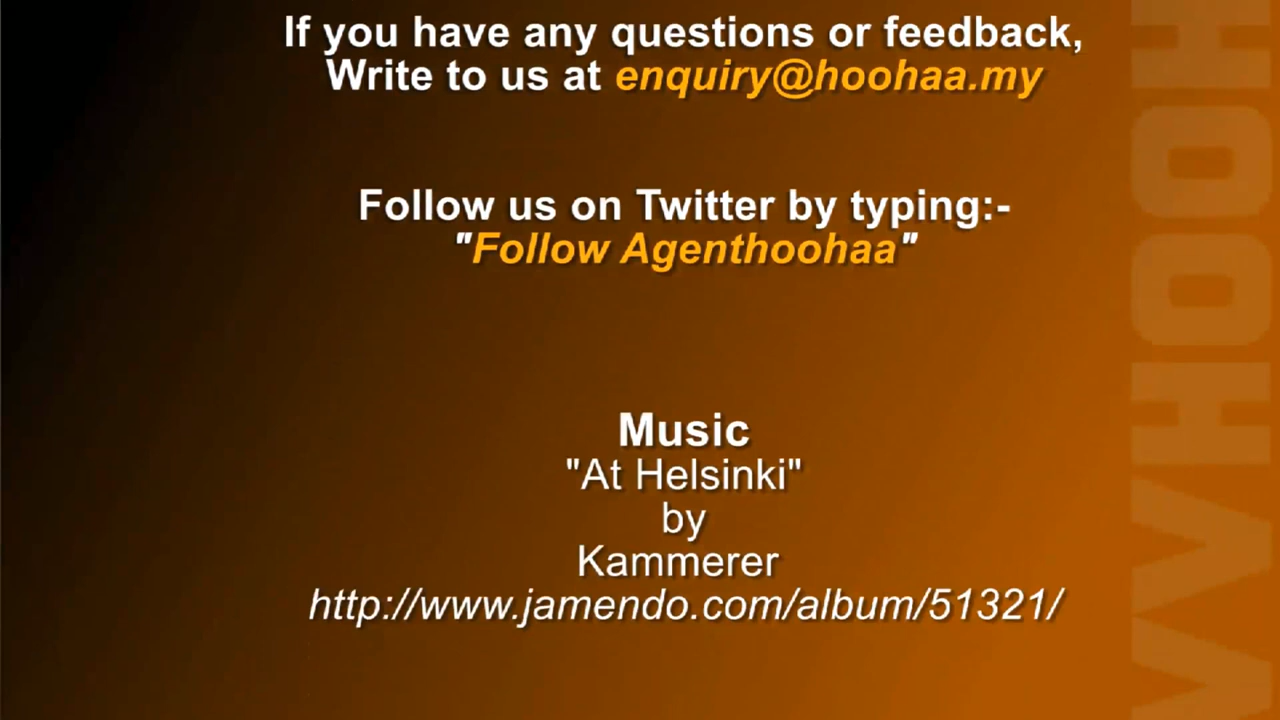 If you have any questions or feedback,
Write to us at enquiry@hoohaa.my
Follow us on Twitter by typing:-
"Follow Agenthoohaa"
Music
"At Helsinki"
by
Kammerer
http://www.jamendo.com/album/51321/
WHOOH